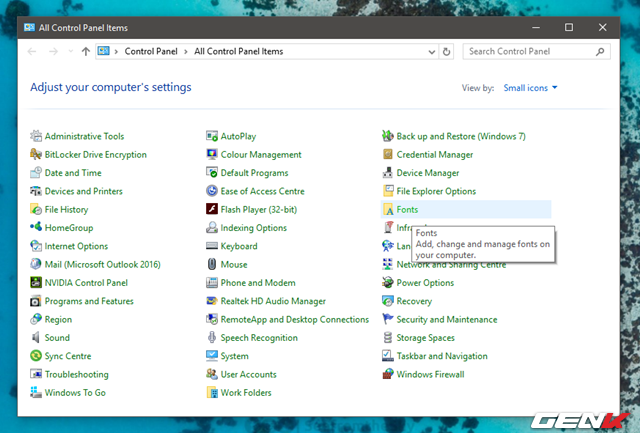 All Control Panel Items
Control Panel > All Control Panel Items
Search Control Panel
Adjust your computer's settings
View by: Small icons
Administrative Tools
AutoPlay
Back up and Restore (Windows 7)
BitLocker Drive Encryption
Colour Management
Credential Manager
Date and Time
Default Programs
Device Manager
Devices and Printers
Ease of Access Centre
File Explorer Options
File History
Flash Player (32-bit)
Fonts
HomeGroup
Indexing Options
Fonts
Add, change and manage fonts on
your computer.
Internet Options
Keyboard
Mail (Microsoft Outlook 2016)
Mouse
Network and Sharing Centre
NVIDIA Control Panel
Phone and Modem
Power Options
Programs and Features
Realtek HD Audio Manager
Recovery
Region
RemoteApp and Desktop Connections
Security and Maintenance
Sound
Speech Recognition
Storage Spaces
Sync Centre
System
Taskbar and Navigation
Troubleshooting
User Accounts
Windows Firewall
Windows To Go
Work Folders
GENK